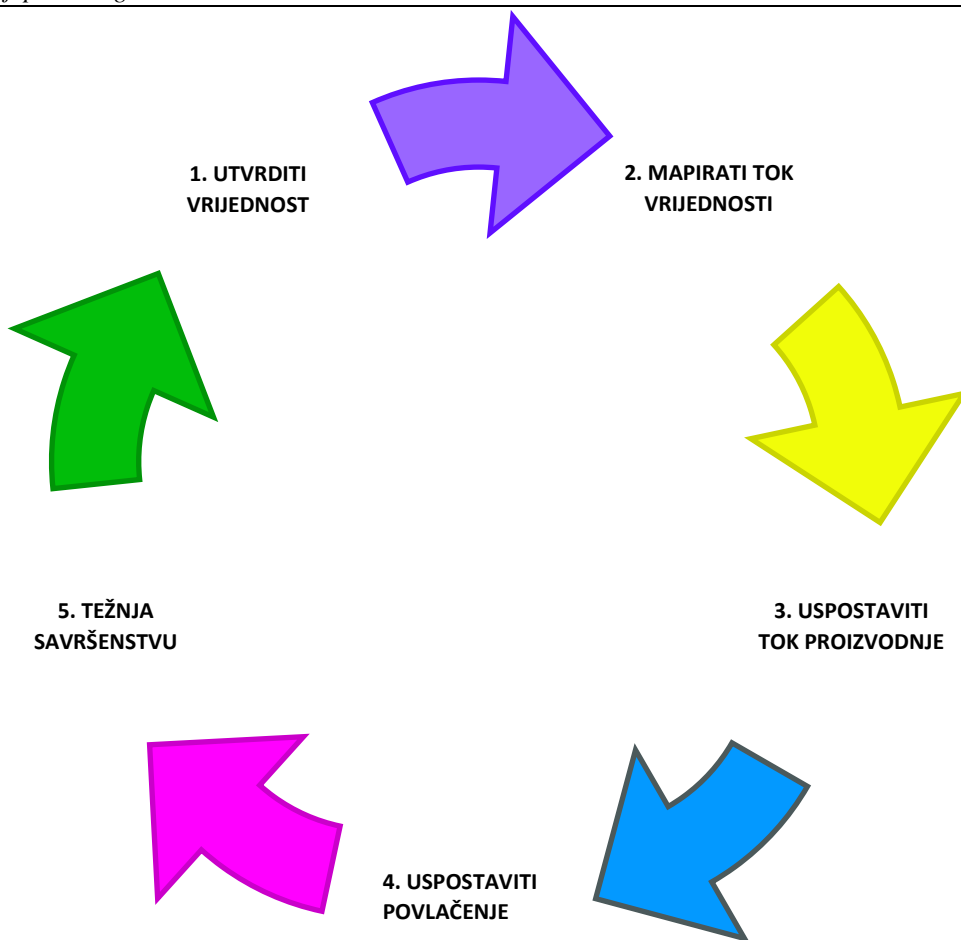 1. UTVRDITI
VRIJEDNOST
2. MAPIRATI TOK
VRIJEDNOSTI
3. USPOSTAVITI
TOK PROIZVODNJE
4. USPOSTAVITI
POVLAČENJE
5. TEŽNJA
SAVRŠENSTVU